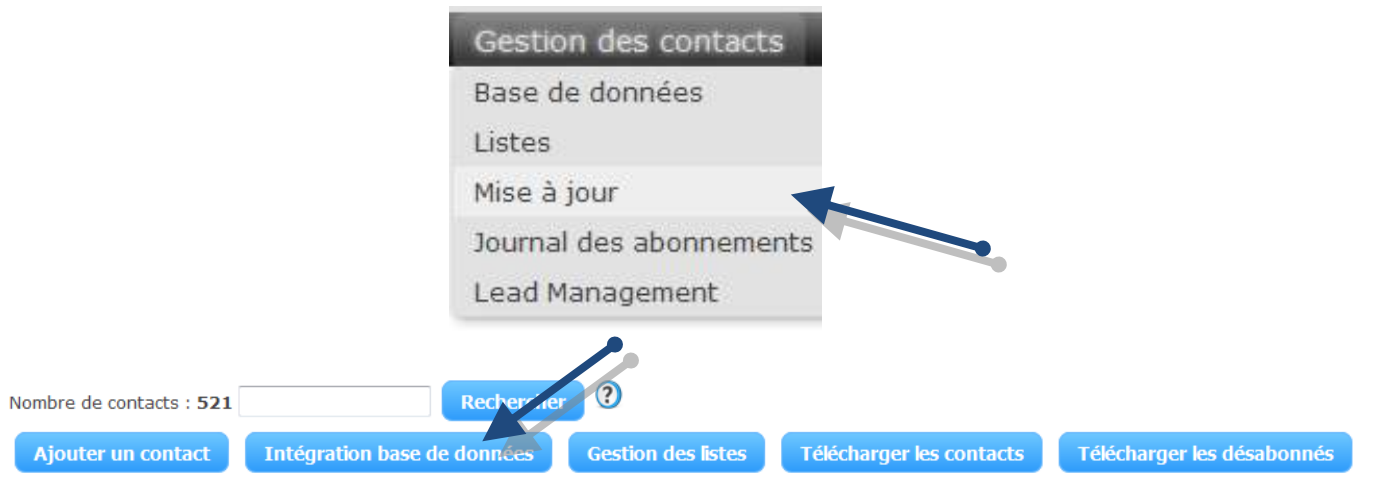 Gestion des contacts
Base de données
Listes
Mise à jour
Journal des abonnements
Lead Management
Nombre de contacts : 521 Rechercher ?
Ajouter un contact Intégration base de données Gestion des listes Télécharger les contacts Télécharger les désabonnés